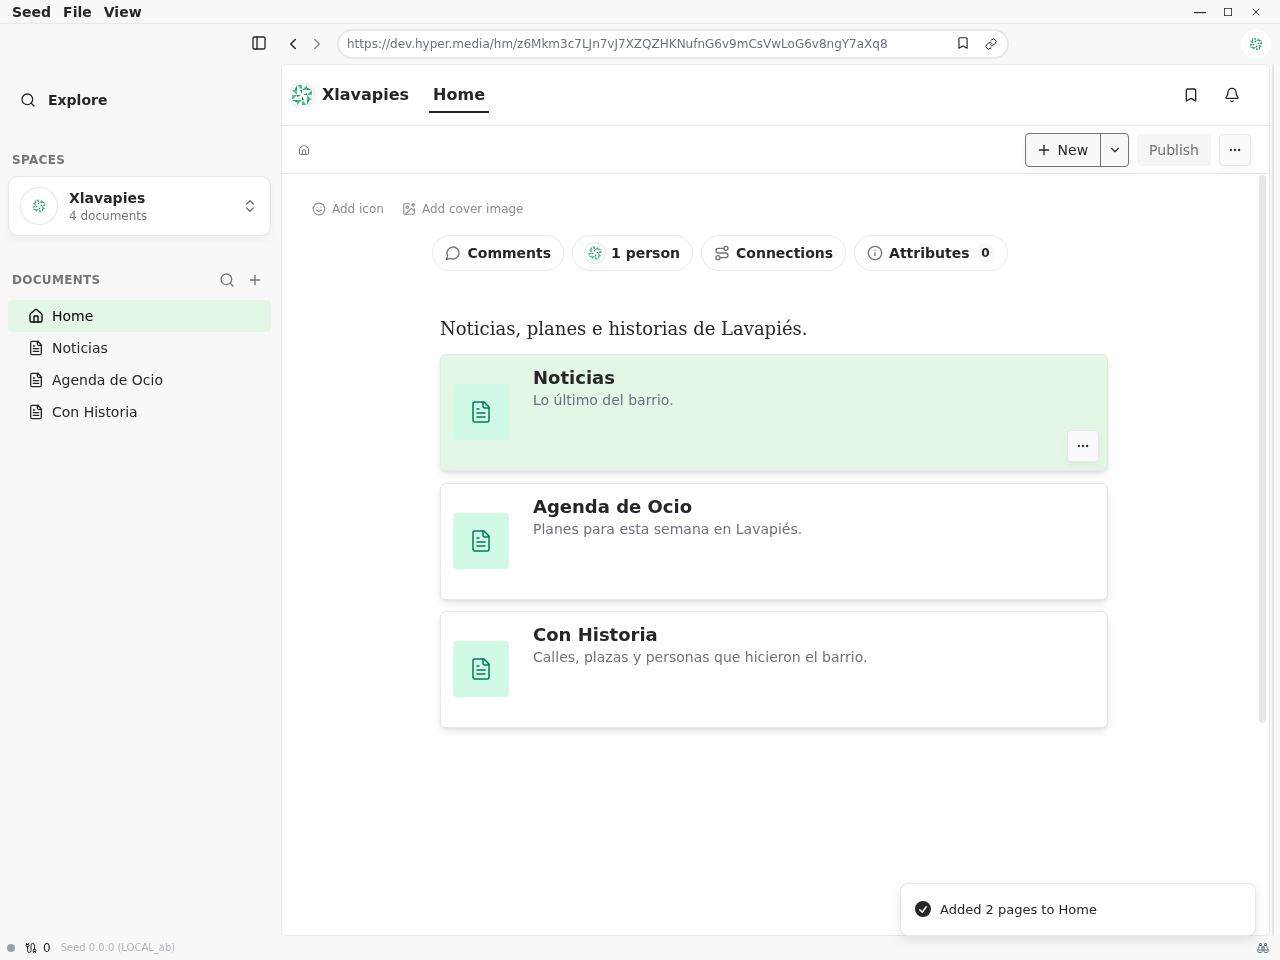 Seed File View
https://dev.hyper.media/hm/z6Mkm3c7LJn7vJ7XZQZHKNufnG6v9mCsVwLoG6v8ngY7aXq8
Explore
Xlavapies
Home
SPACES
Xlavapies
4 documents
New
Publish
Add icon
Add cover image
Comments
1 person
Connections
Attributes 0
DOCUMENTS
Home
Noticias
Agenda de Ocio
Con Historia
Noticias, planes e historias de Lavapiés.
Noticias
Lo último del barrio.
Agenda de Ocio
Planes para esta semana en Lavapiés.
Con Historia
Calles, plazas y personas que hicieron el barrio.
Added 2 pages to Home
0 Seed 0.0.0 (LOCAL_ab)